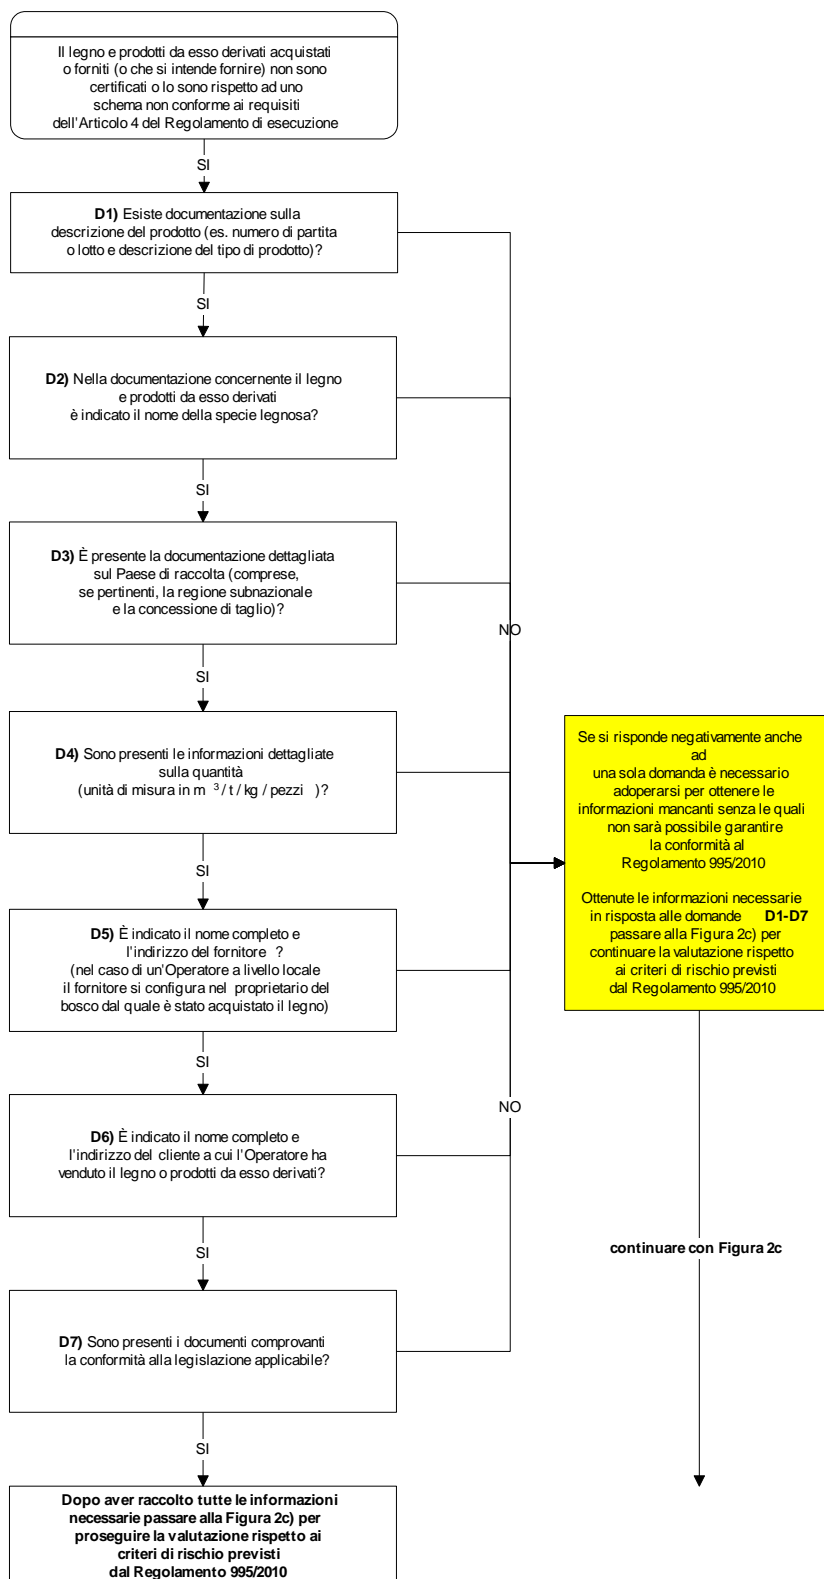 Il legno e prodotti da esso derivati acquistati
o forniti (o che si intende fornire) non sono
certificati o lo sono rispetto ad uno
schema non conforme ai requisiti
dell'Articolo 4 del Regolamento di esecuzione
SI
D1) Esiste documentazione sulla
descrizione del prodotto (es. numero di partita
o lotto e descrizione del tipo di prodotto)?
SI
D2) Nella documentazione concernente il legno
e prodotti da esso derivati
è indicato il nome della specie legnosa?
SI
D3) È presente la documentazione dettagliata
sul Paese di raccolta (comprese,
se pertinenti, la regione subnazionale
e la concessione di taglio)?
NO
SI
D4) Sono presenti le informazioni dettagliate
sulla quantità
(unità di misura in m ³ / t / kg / pezzi )?
SI
D5) È indicato il nome completo e
l'indirizzo del fornitore ?
(nel caso di un'Operatore a livello locale
il fornitore si configura nel proprietario del
bosco dal quale è stato acquistato il legno)
SI
NO
D6) È indicato il nome completo e
l'indirizzo del cliente a cui l'Operatore ha
venduto il legno o prodotti da esso derivati?
SI
D7) Sono presenti i documenti comprovanti
la conformità alla legislazione applicabile?
SI
Dopo aver raccolto tutte le informazioni
necessarie passare alla Figura 2c) per
proseguire la valutazione rispetto ai
criteri di rischio previsti
dal Regolamento 995/2010
Se si risponde negativamente anche
ad
una sola domanda è necessario
adoperarsi per ottenere le
informazioni mancanti senza le quali
non sarà possibile garantire
la conformità al
Regolamento 995/2010
Ottenute le informazioni necessarie
in risposta alle domande D1-D7
passare alla Figura 2c) per
continuare la valutazione rispetto
ai criteri di rischio previsti
dal Regolamento 995/2010
continuare con Figura 2c